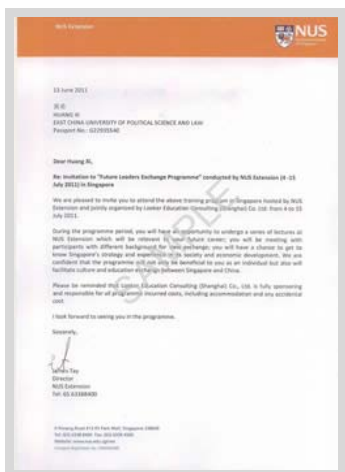 NUS Extension
NUS
13 June 2011
HUANG XI
EAST CHINA UNIVERSITY OF POLITICAL SCIENCE AND LAW
Passport No.:
Dear Huang Xi,
Re: Invitation to "Future Leaders Exchange Programme" conducted by NUS Extension (4 -15
July 2011) in Singapore
We are pleased to invite you to attend the above training program in Singapore hosted by NUS
Extension and jointly organized by Lasker Education Consulting (Shanghai) Co. Ltd. from 4 to 15
July 2011.
During the programme period, you will have an opportunity to undergo a series of lectures at
NUS Extension which will be relevant to your future career; you will be meeting with
participants with different background for idea exchange; you will have a chance to get to
know Singapore's strategy and experience in society and economic development. We are
confident that the programme will not only be beneficial to you as an individual but also will
facilitate culture and education exchange between Singapore and China.
Please be reminded that Education Consulting (Shanghai) Co., Ltd. is fully sponsoring
and responsible for all programme incurred costs, including accommodation and any accidental
cost.
I look forward to seeing you in the programme.
Sincerely,
James Tay
Director
NUS Extension
Tel: 65 63388400
SAMPLE